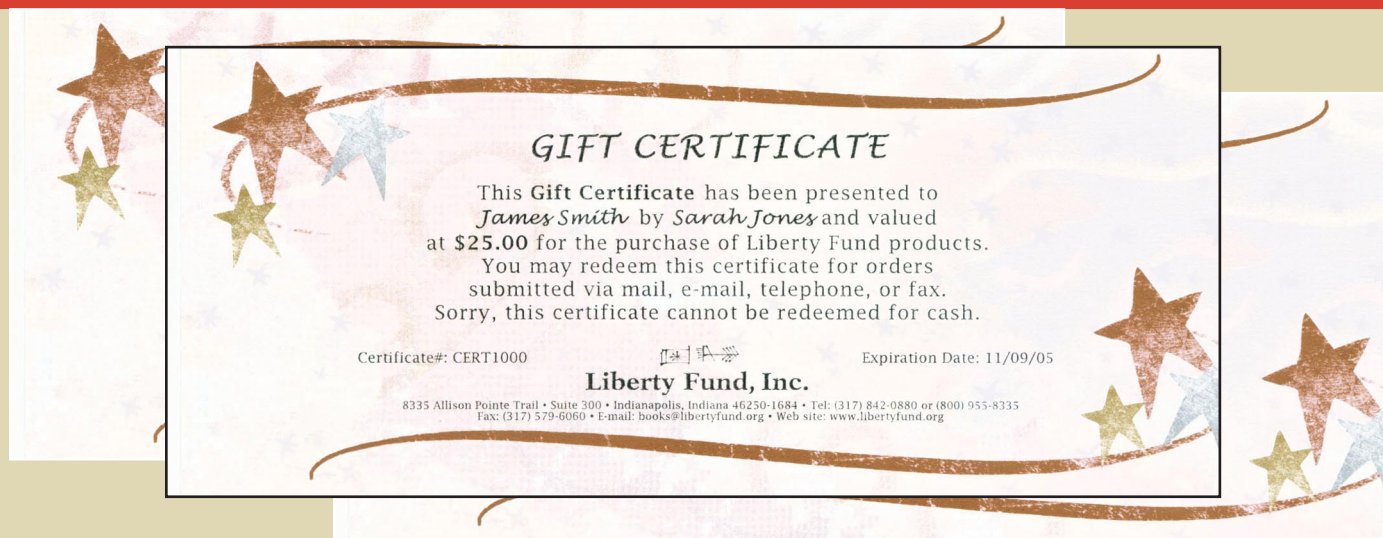 GIFT CERTIFICATE
This Gift Certificate has been presented to
James Smith by Sarah Jones and valued
at $25.00 for the purchase of Liberty Fund products.
You may redeem this certificate for orders
submitted via mail, e-mail, telephone, or fax.
Sorry, this certificate cannot be redeemed for cash.
Certificate#: CERT1000 Expiration Date: 11/09/05
Liberty Fund, Inc.
8335 Allison Pointe Trail • Suite 300 • Indianapolis, Indiana 46250-1684 • Tel: (317) 842-0880 or (800) 955-8335
Fax: (317) 579-6060 • E-mail: books@libertyfund.org • Web site: www.libertyfund.org